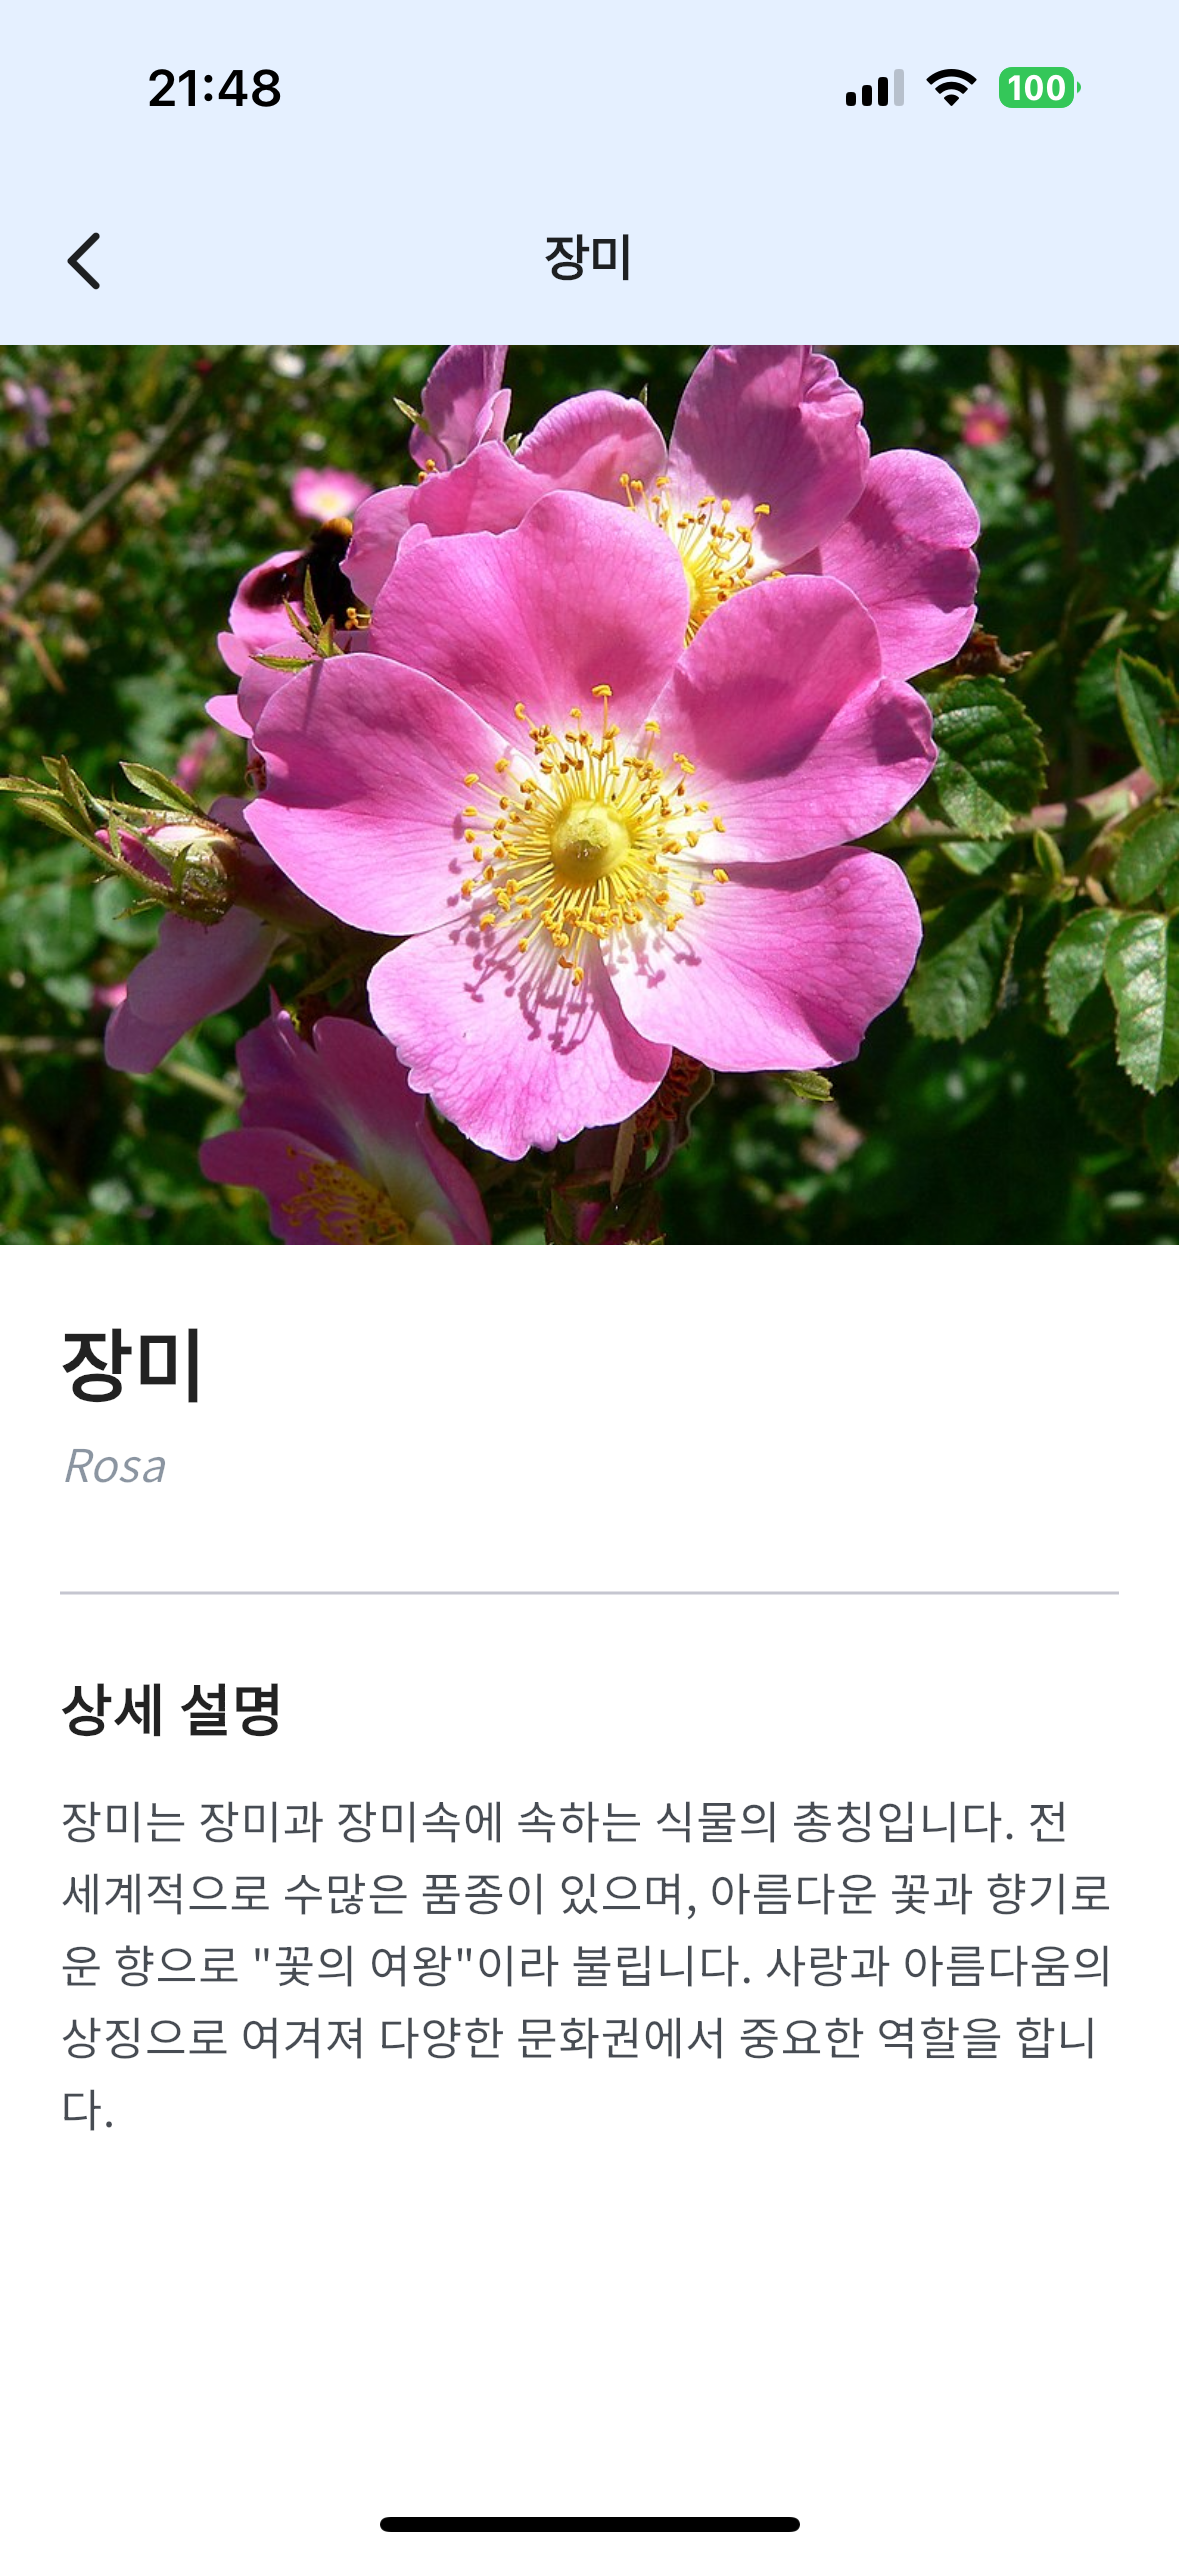 21:48
100
장미
장미
Rosa
상세 설명
장미는 장미과 장미속에 속하는 식물의 총칭입니다. 전
세계적으로 수많은 품종이 있으며, 아름다운 꽃과 향기로
운 향으로 "꽃의 여왕"이라 불립니다. 사랑과 아름다움의
상징으로 여겨져 다양한 문화권에서 중요한 역할을 합니
다.